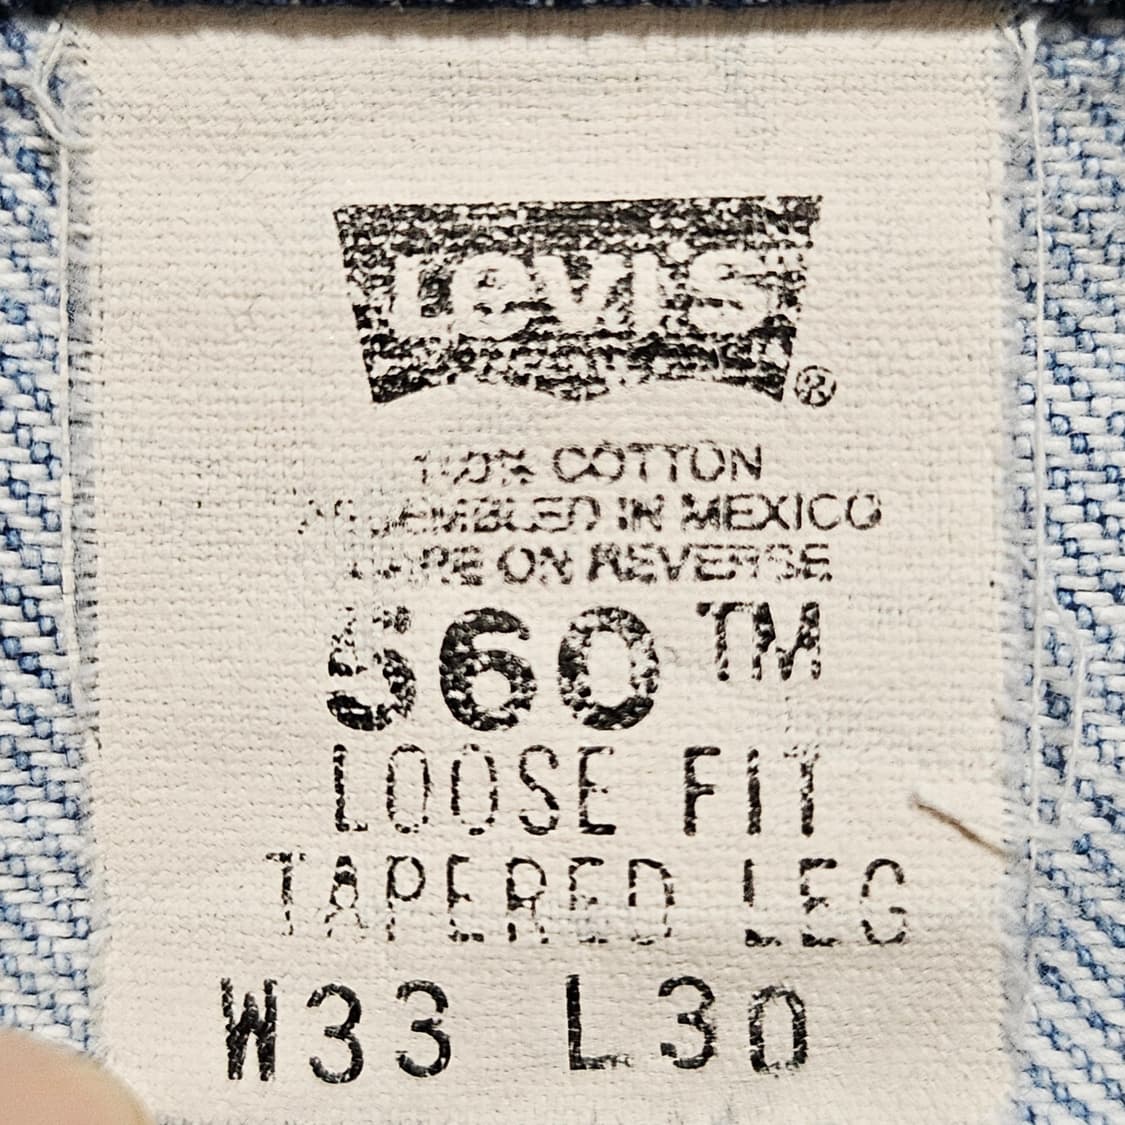 Levi's ®
100% COTTON
ASSEMBLED IN MEXICO
CARE ON REVERSE
560™
LOOSE FIT
TAPERED LEG
W33 L30